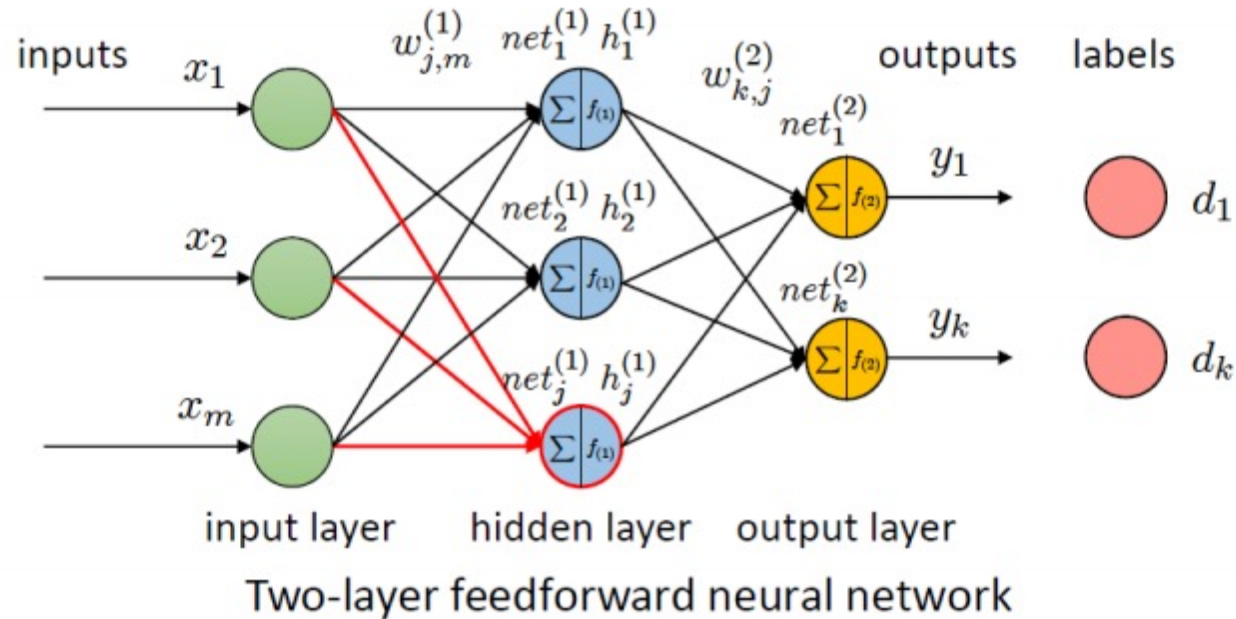 inputs
x_1
w_{j,m}^{(1)}
net_1^{(1)} h_1^{(1)}
w_{k,j}^{(2)}
outputs
labels
∑ f_{(1)}
net_1^{(2)}
x_2
net_2^{(1)} h_2^{(1)}
∑ f_{(2)}
y_1
d_1
∑ f_{(1)}
net_k^{(2)}
x_m
net_j^{(1)} h_j^{(1)}
∑ f_{(2)}
y_k
d_k
∑ f_{(1)}
input layer
hidden layer
output layer
Two-layer feedforward neural network